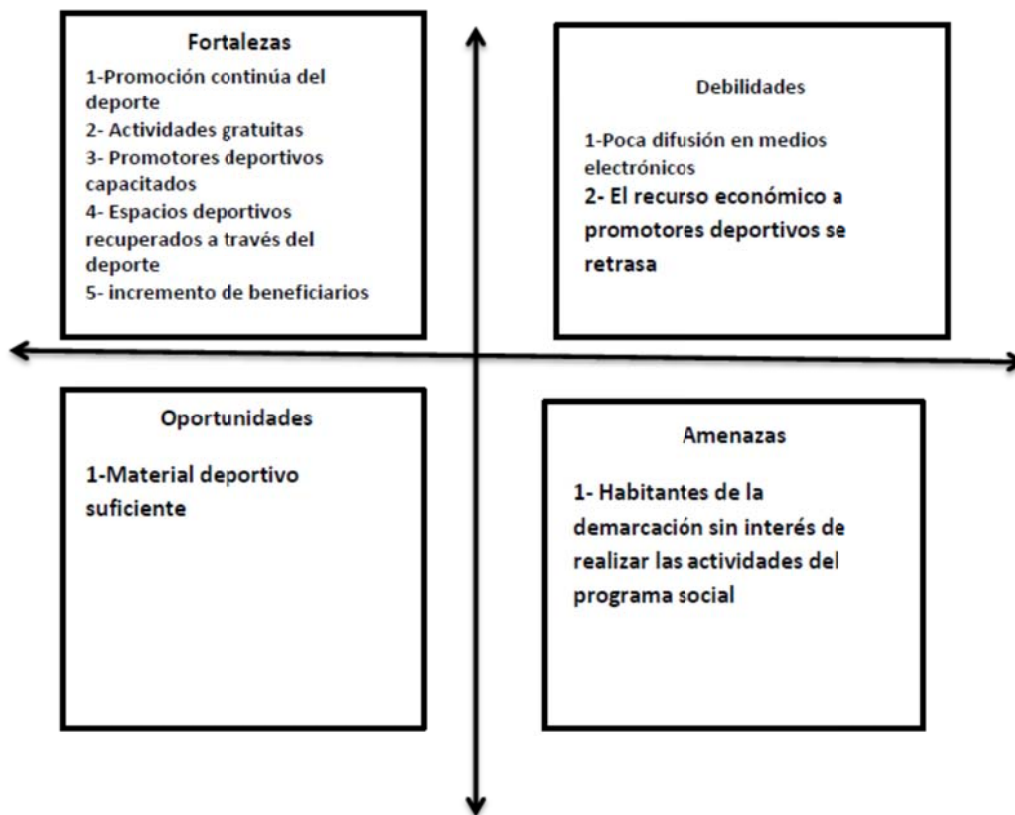 Fortalezas
1-Promoción continúa del
deporte
2- Actividades gratuitas
3- Promotores deportivos
capacitados
4- Espacios deportivos
recuperados a través del
deporte
5- incremento de beneficiarios
Debilidades
1-Poca difusión en medios
electrónicos
2- El recurso económico a
promotores deportivos se
retrasa
Oportunidades
1-Material deportivo
suficiente
Amenazas
1- Habitantes de la
demarcación sin interés de
realizar las actividades del
programa social